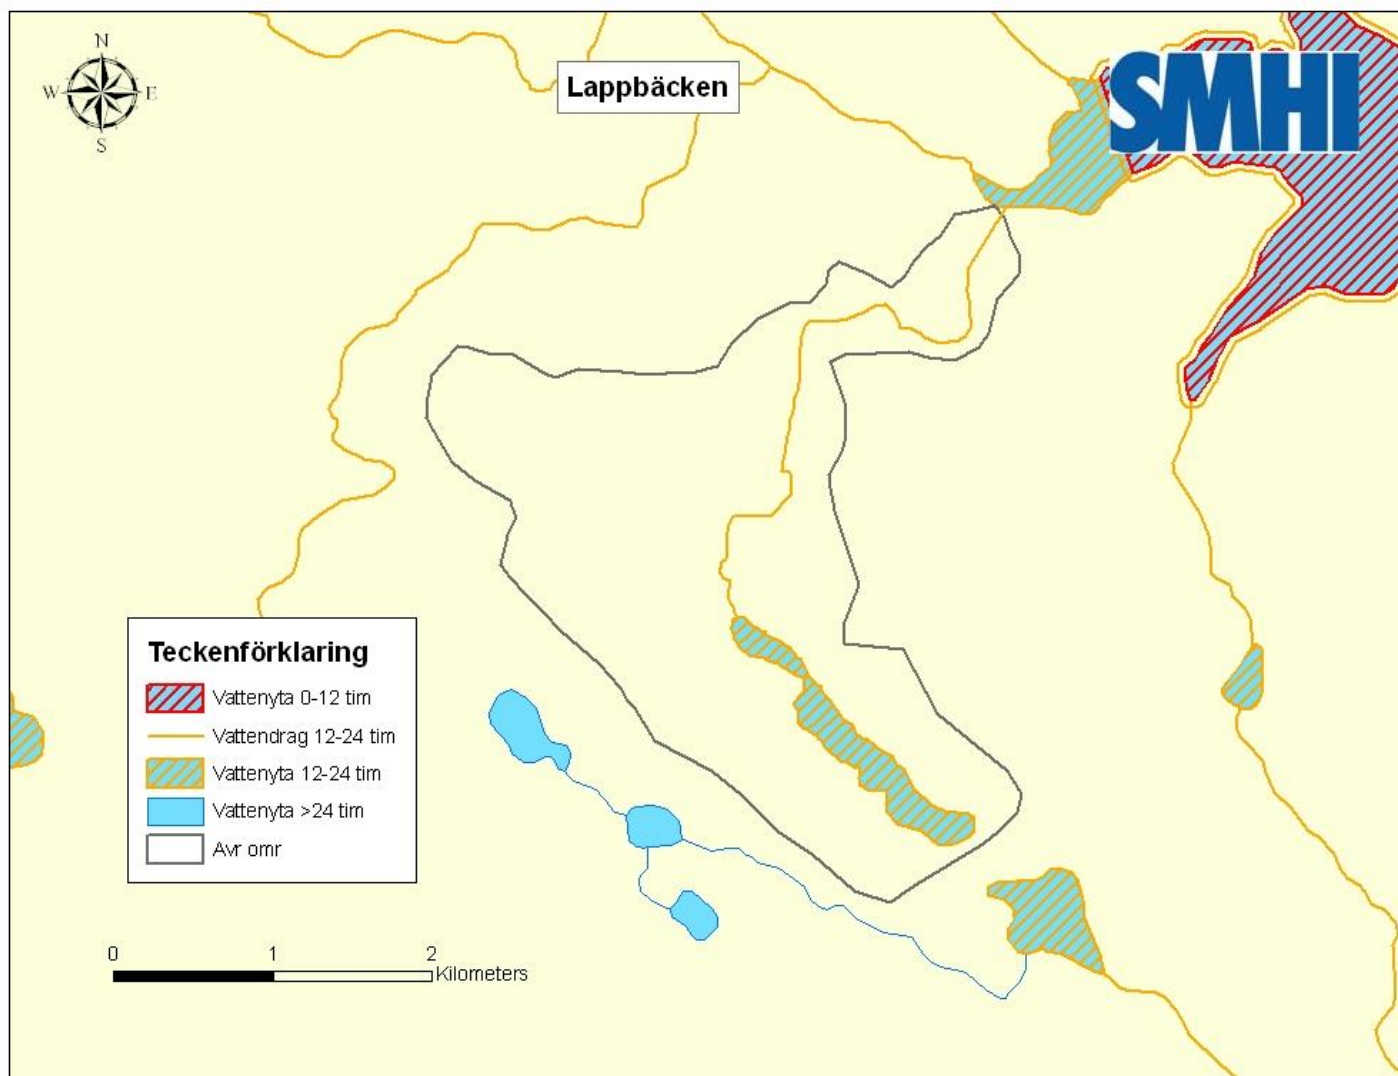 N
W E
S
Lappbäcken
SMHI
Teckenförklaring
Vattenyta 0-12 tim
Vattendrag 12-24 tim
Vattenyta 12-24 tim
Vattenyta >24 tim
Avr omr
0 1 2
Kilometers